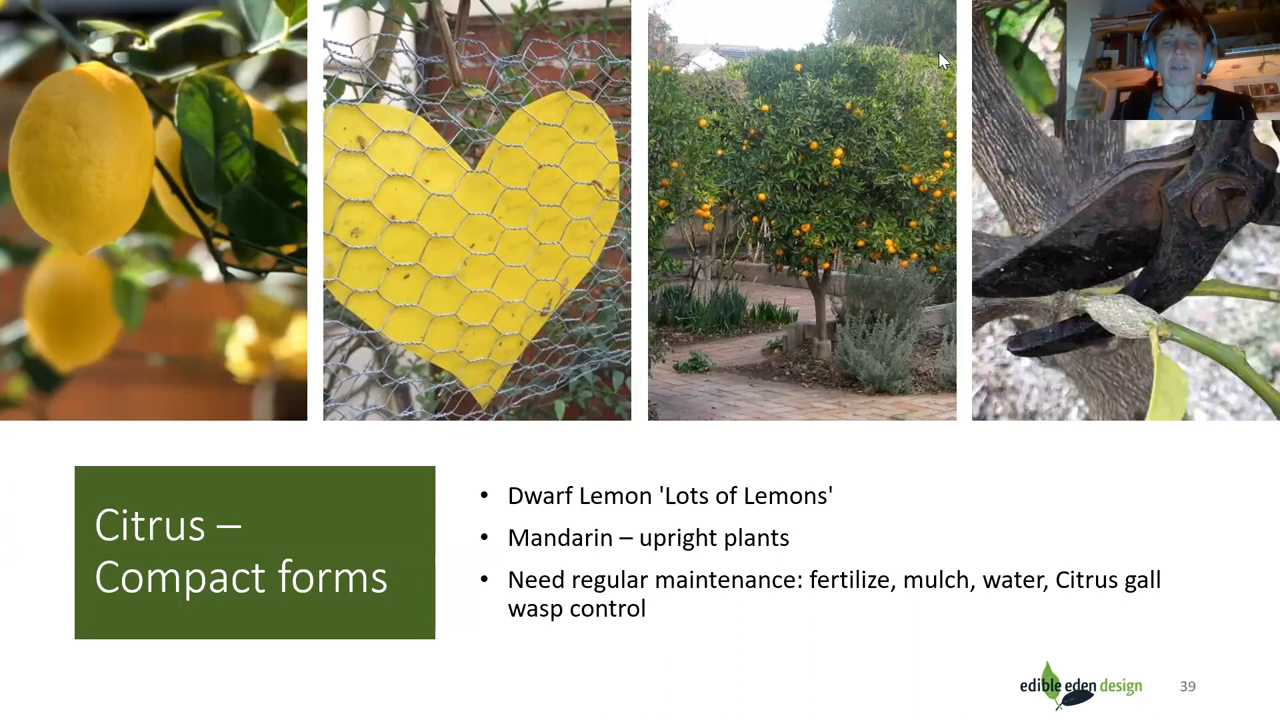 Citrus –
Compact forms
• Dwarf Lemon 'Lots of Lemons'
• Mandarin – upright plants
• Need regular maintenance: fertilize, mulch, water, Citrus gall
wasp control
edible eden design
39